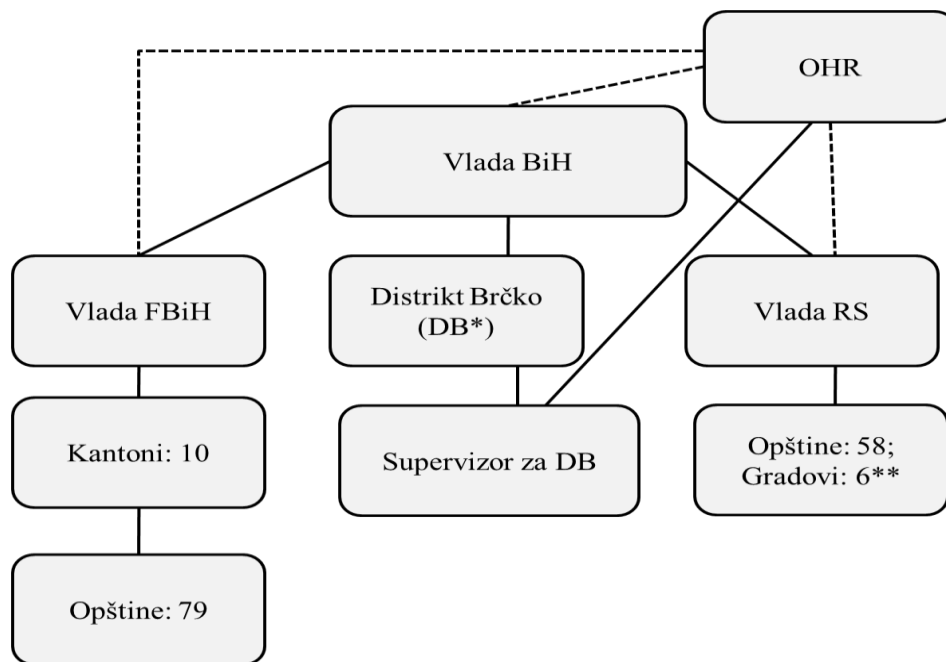 OHR
Vlada BiH
Vlada FBiH
Distrikt Brčko
(DB*)
Vlada RS
Kantoni: 10
Supervizor za DB
Opštine: 58;
Gradovi: 6**
Opštine: 79